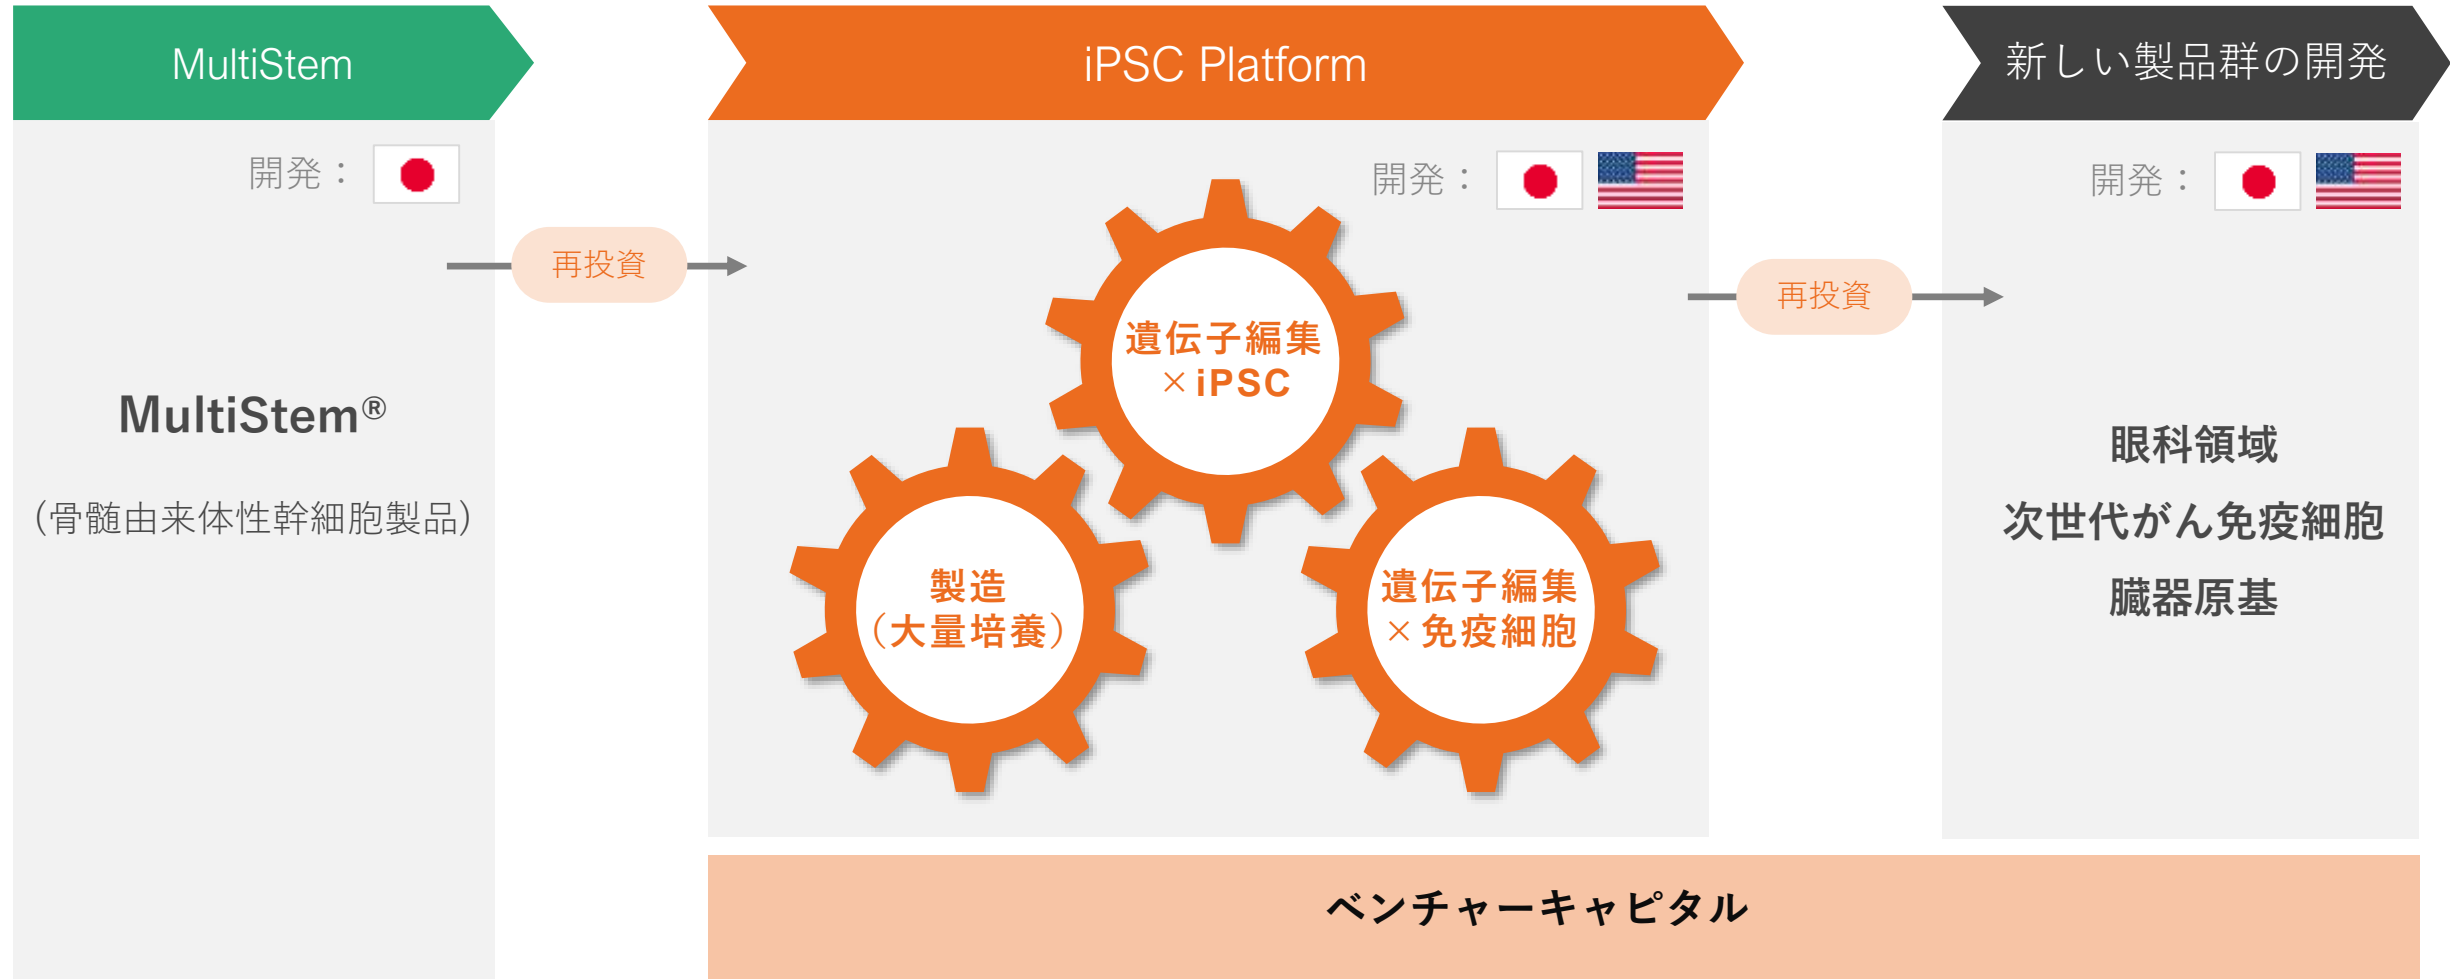 MultiStem
開発：
再投資
MultiStem®
(骨髄由来体性幹細胞製品)
iPSC Platform
開発：
遺伝子編集
×iPSC
製造
(大量培養)
遺伝子編集
×免疫細胞
再投資
新しい製品群の開発
開発：
眼科領域
次世代がん免疫細胞
臓器原基
ベンチャーキャピタル